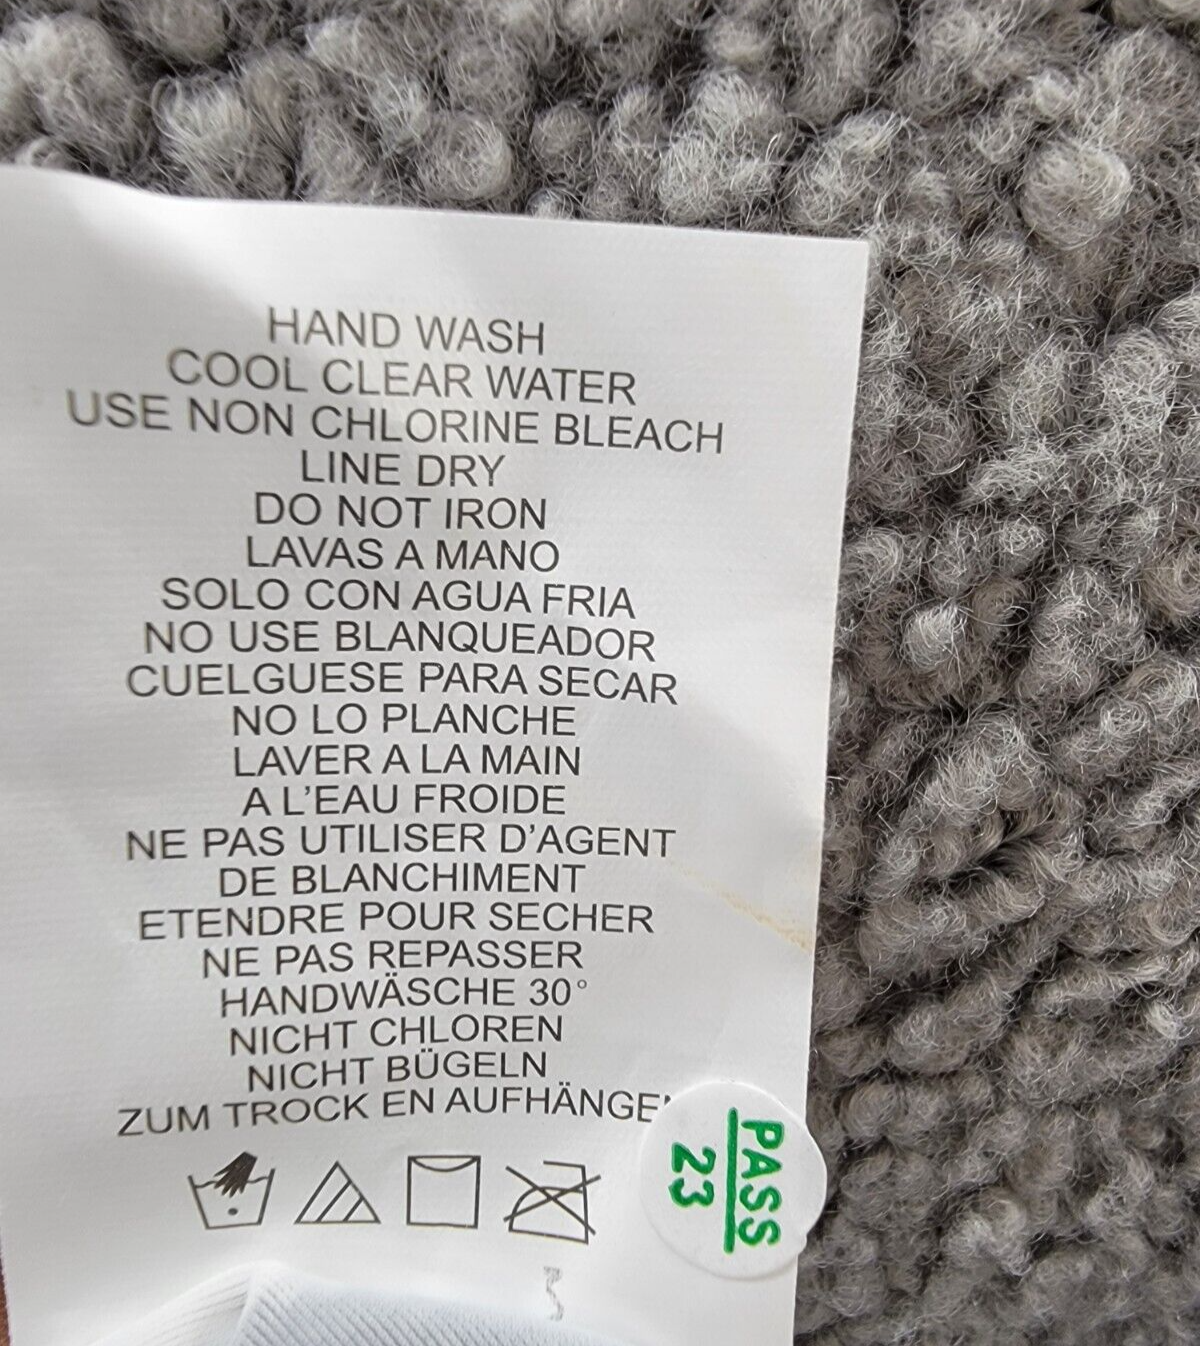 HAND WASH
COOL CLEAR WATER
USE NON CHLORINE BLEACH
LINE DRY
DO NOT IRON
LAVAS A MANO
SOLO CON AGUA FRIA
NO USE BLANQUEADOR
CUELGUESE PARA SECAR
NO LO PLANCHE
LAVER A LA MAIN
A L'EAU FROIDE
NE PAS UTILISER D'AGENT
DE BLANCHIMENT
ETENDRE POUR SECHER
NE PAS REPASSER
HANDWÄSCHE 30°
NICHT CHLOREN
NICHT BÜGELN
ZUM TROCK EN
PASS
23